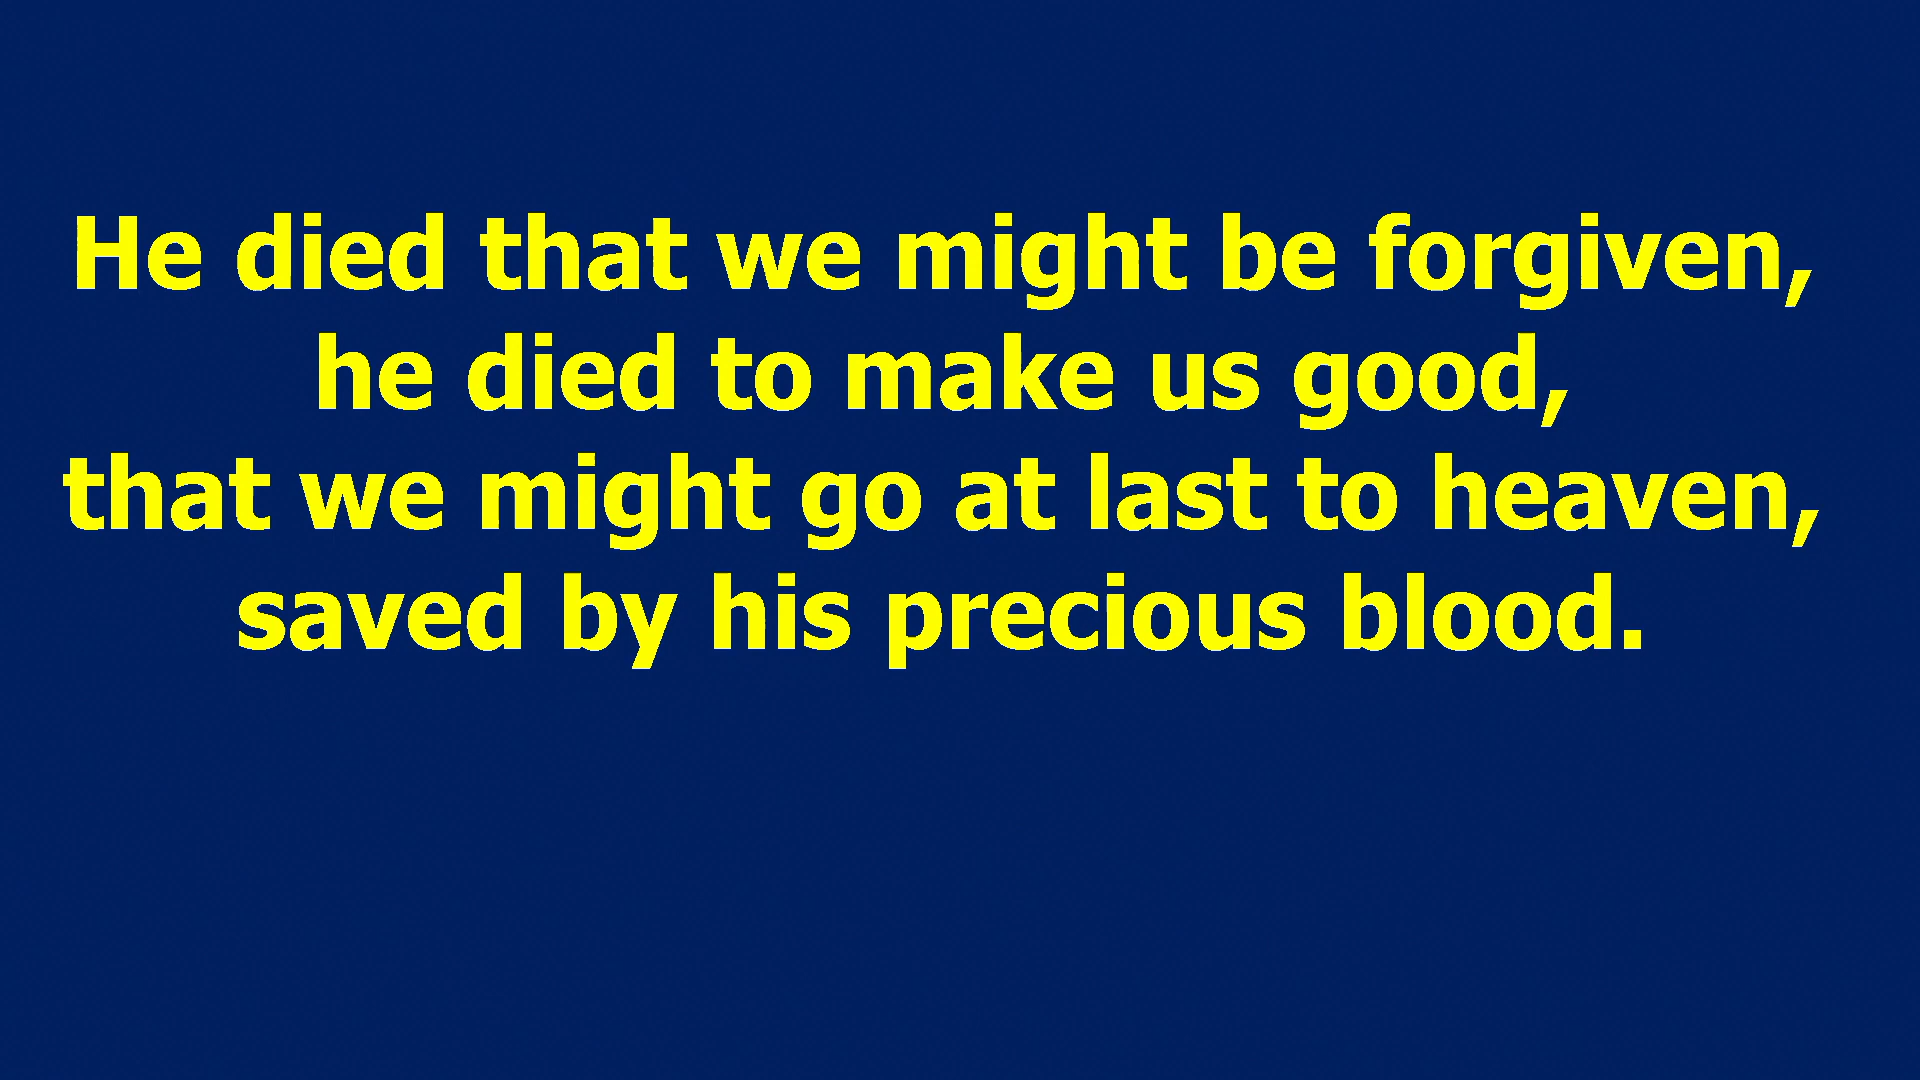 He died that we might be forgiven,
he died to make us good,
that we might go at last to heaven,
saved by his precious blood.